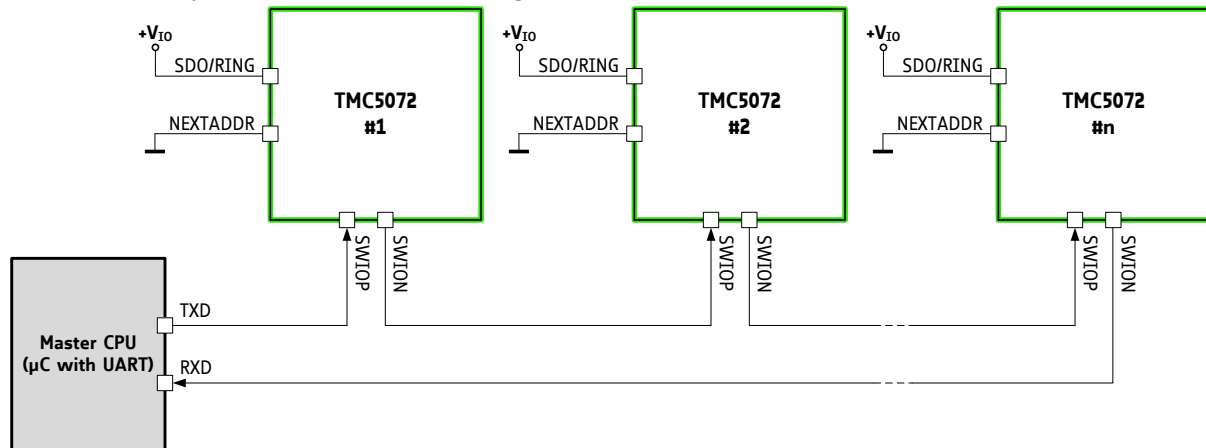 +VIO
SDO/RING
NEXTADDR
TMC5072
#1
SWIOP
SWION
+VIO
SDO/RING
NEXTADDR
TMC5072
#2
SWIOP
SWION
+VIO
SDO/RING
NEXTADDR
TMC5072
#n
SWIOP
SWION
Master CPU
(µC with UART)
TXD
RXD